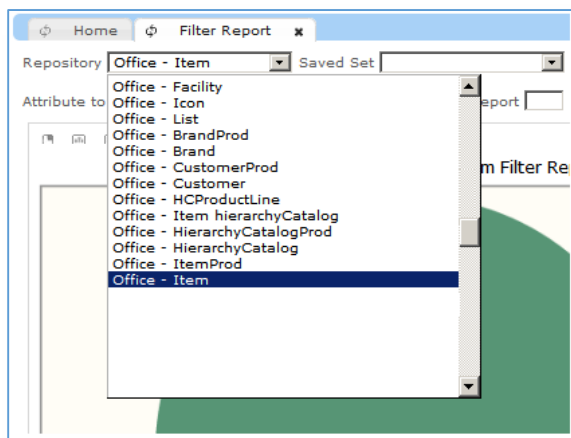 Home Filter Report x
Repository Office - Item Saved Set
Office - Facility
Office - Icon
Office - List
Office - BrandProd
Office - Brand
Office - CustomerProd
Office - Customer
Office - HCProductLine
Office - Item hierarchyCatalog
Office - HierarchyCatalogProd
Office - HierarchyCatalog
Office - ItemProd
Office - Item
Attribute to
eport
m Filter Re